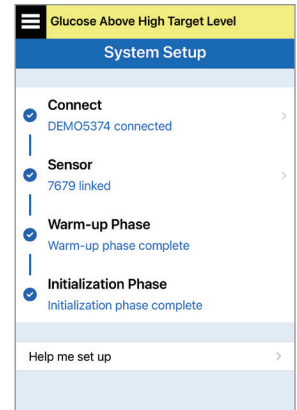 Glucose Above High Target Level
System Setup
Connect
DEMO5374 connected
Sensor
7679 linked
Warm-up Phase
Warm-up phase complete
Initialization Phase
Initialization phase complete
Help me set up